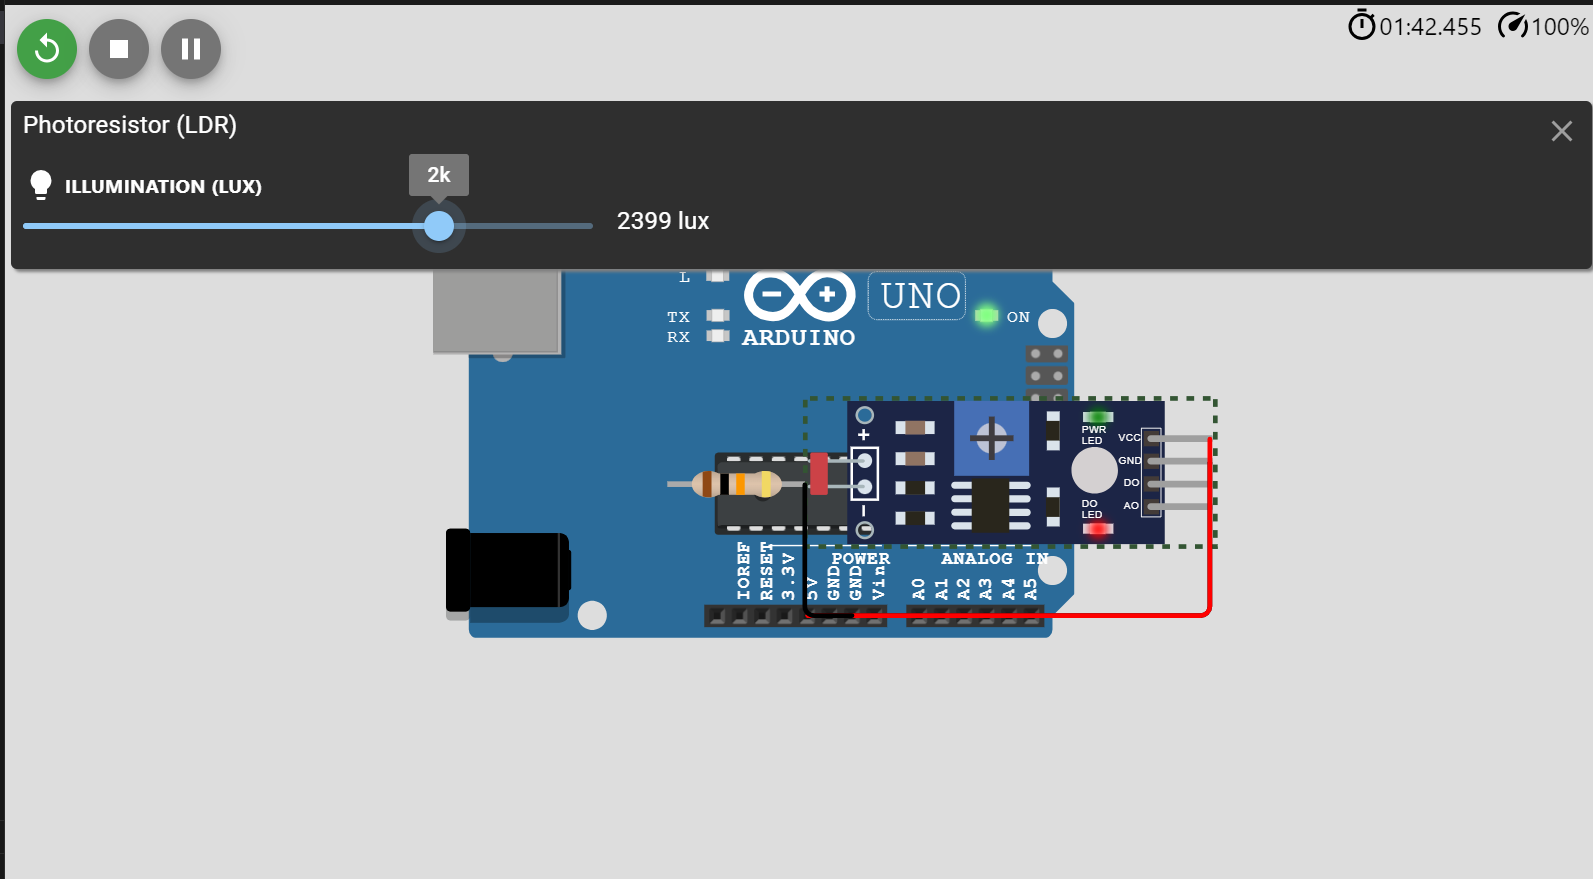 01:42.455 100%
Photoresistor (LDR)
2k
ILLUMINATION (LUX)
2399 lux
L
TX
RX
ARDUINO
UNO
ON
+
PWR
LED
VCC
GND
DO
AO
DO
LED
POWER
ANALOG IN
IOREF
RESET
3.3V
5V
GND
GND
Vin
A0
A1
A2
A3
A4
A5